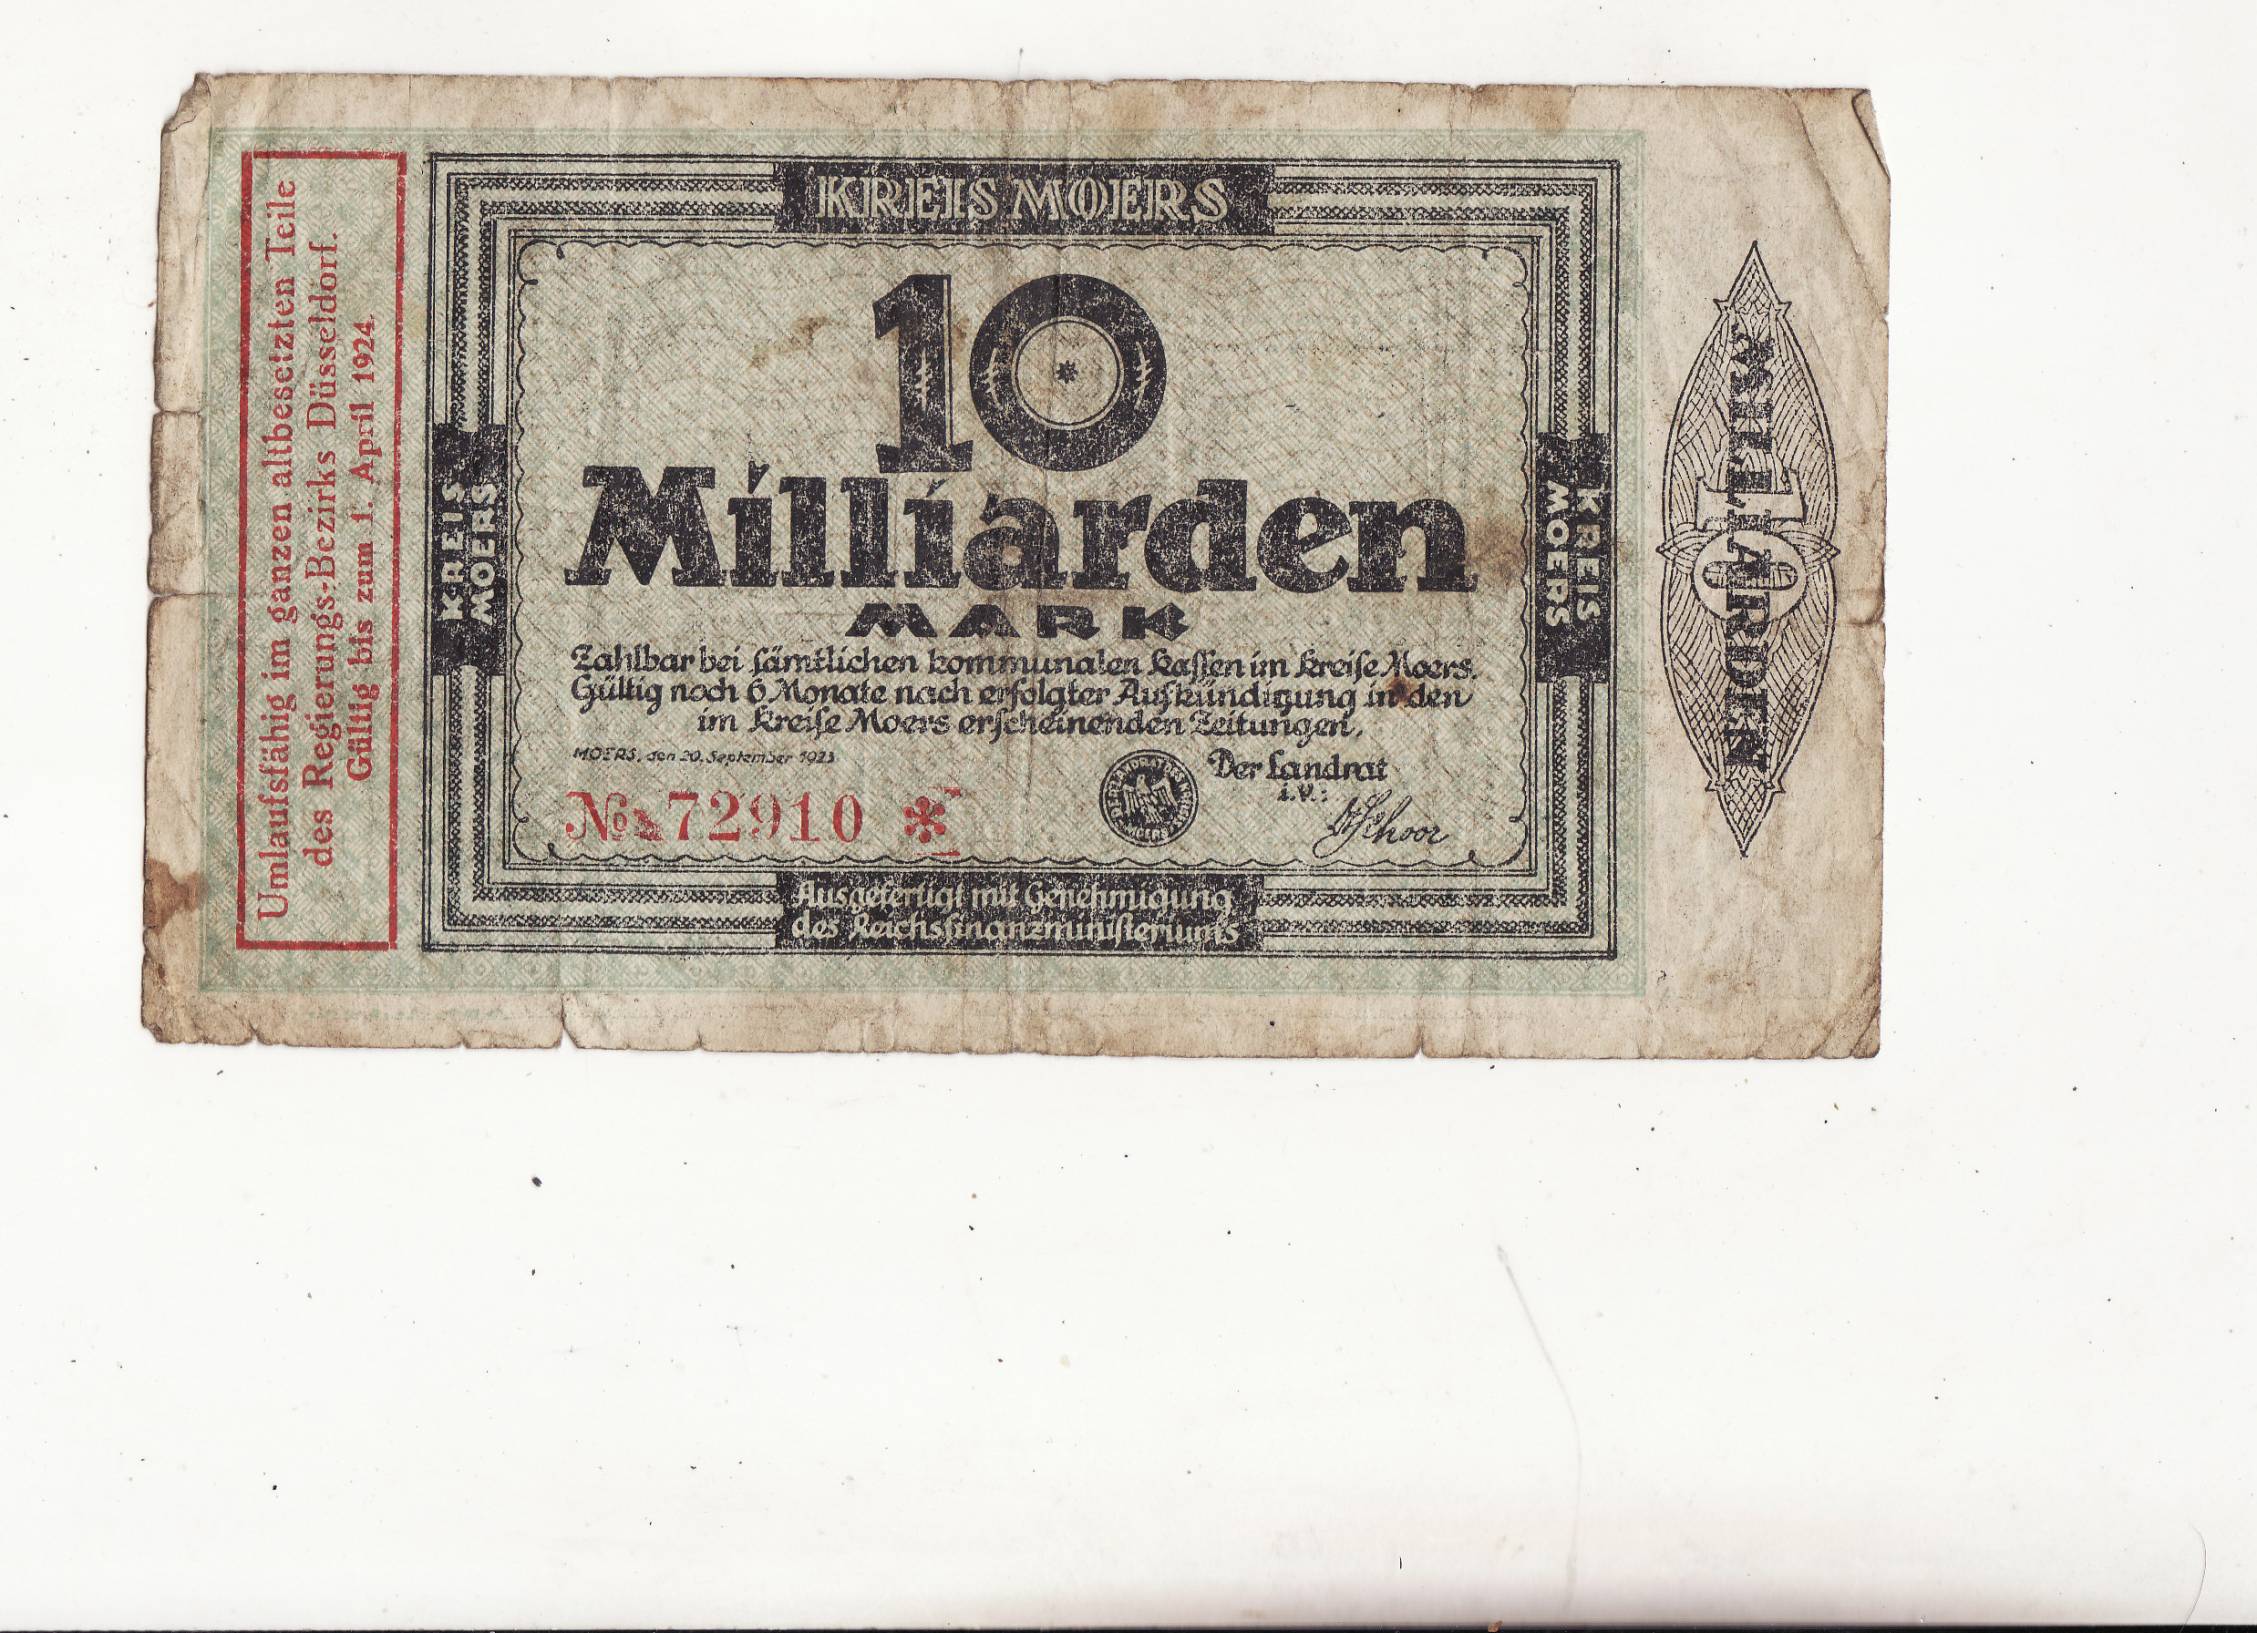 KREIS MOERS
Umlaufsfähig im ganzen altbesetzten Teile
des Regierungs-Bezirks Düsseldorf.
Gültig bis zum 1. April 1924.
KREIS
MOERS
10
Milliarden
MARK
Zahlbar bei sämtlichen kommunalen Kassen im Kreise Moers.
Gültig noch 6 Monate nach erfolgter Aufkündigung in den
im Kreise Moers erscheinenden Zeitungen.
MOERS, den 20. September 1923
Der Landrat
i.V.:
No 72910 *
KREIS
MOERS
10
MILLIARDEN
Ausgefertigt mit Genehmigung
des Reichsfinanzministeriums